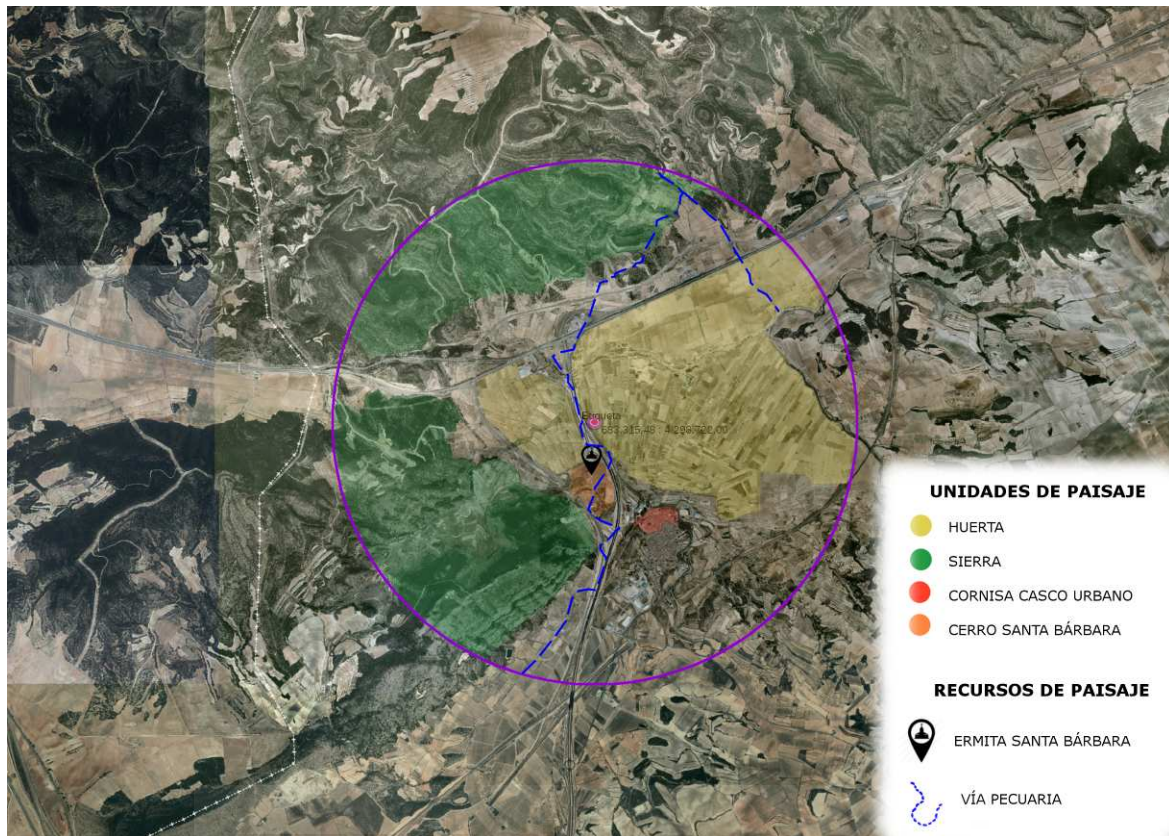 Etiqueta
UNIDADES DE PAISAJE
HUERTA
SIERRA
CORNISA CASCO URBANO
CERRO SANTA BÁRBARA
RECURSOS DE PAISAJE
ERMITA SANTA BÁRBARA
VÍA PECUARIA